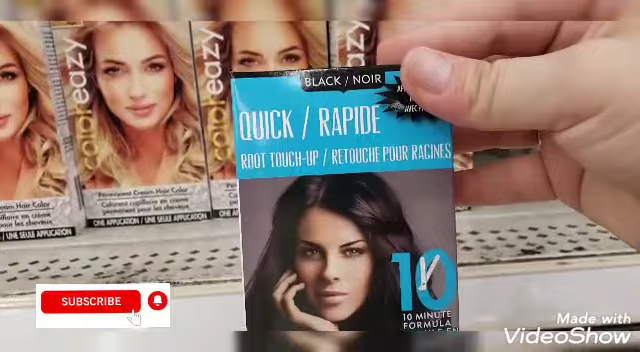 BLACK / NOIR
QUICK / RAPIDE
ROOT TOUCH-UP / RETOUCHE POUR RACINES
10
10 MINUTE
FORMULA
coloreazy
coloreazy
Permanent Cream Hair Color
Colorant capillaire en crème
permanent pour les cheveux
ONE APPLICATION / UNE SEULE APPLICATION
UNE SEULE APPLICATION
SUBSCRIBE
Made with
VideoShow